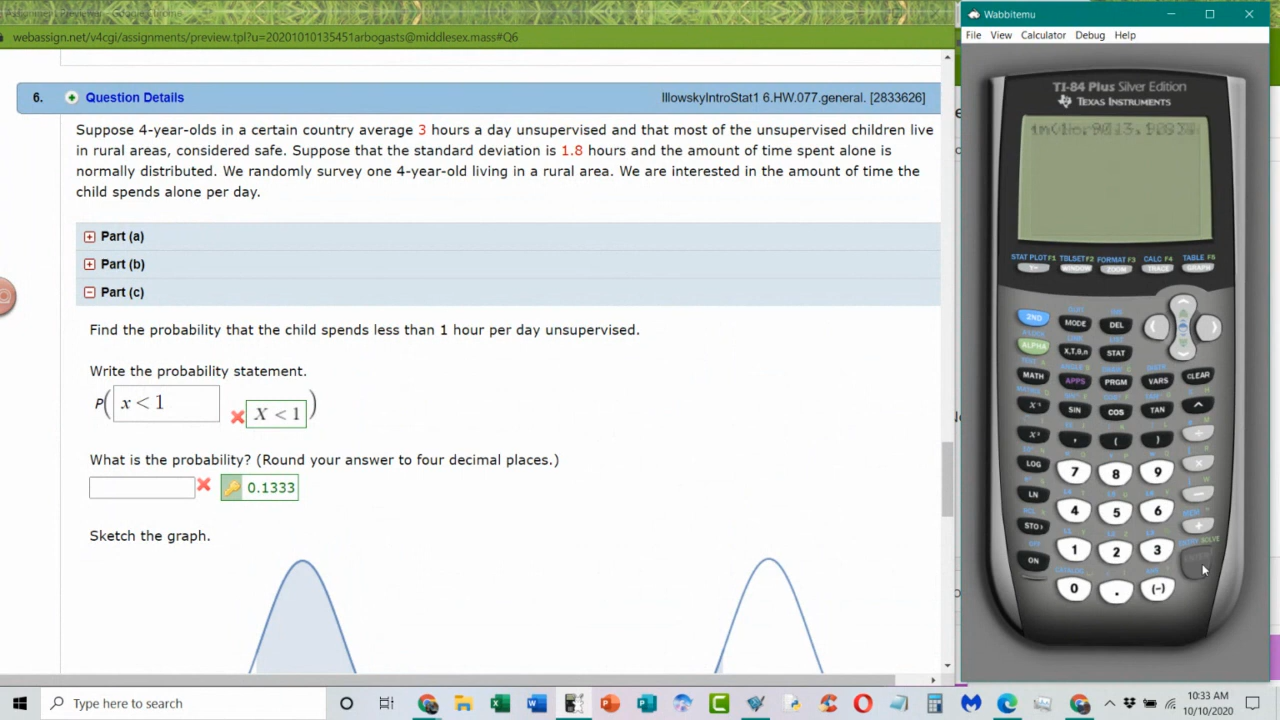 Wabbitemu
webassign.net/v4cgi/assignments/preview.tpl?u=20201010135451arbogasts@middlesex.mass#Q6
File View Calculator Debug Help
6. Question Details IllowskyIntroStat1 6.HW.077.general. [2833626]
Suppose 4-year-olds in a certain country average 3 hours a day unsupervised and that most of the unsupervised children live
in rural areas, considered safe. Suppose that the standard deviation is 1.8 hours and the amount of time spent alone is
normally distributed. We randomly survey one 4-year-old living in a rural area. We are interested in the amount of time the
child spends alone per day.
Part (a)
Part (b)
Part (c)
Find the probability that the child spends less than 1 hour per day unsupervised.
Write the probability statement.
P( x < 1 X < 1 )
What is the probability? (Round your answer to four decimal places.)
0.1333
Sketch the graph.
TI-84 Plus Silver Edition
TEXAS INSTRUMENTS
STAT PLOT F1 TBLSET F2 FORMAT F3 CALC F4 TABLE F5
Y= WINDOW ZOOM TRACE GRAPH
2ND MODE DEL
ALPHA X,T,θ,n STAT
MATH APPS PRGM VARS CLEAR
SIN COS TAN ^
, ( ) ÷
LOG 7 8 9 ×
LN 4 5 6 −
STO› 1 2 3 +
ON 0 . (−)
ENTRY SOLVE
Type here to search
10:33 AM
10/10/2020